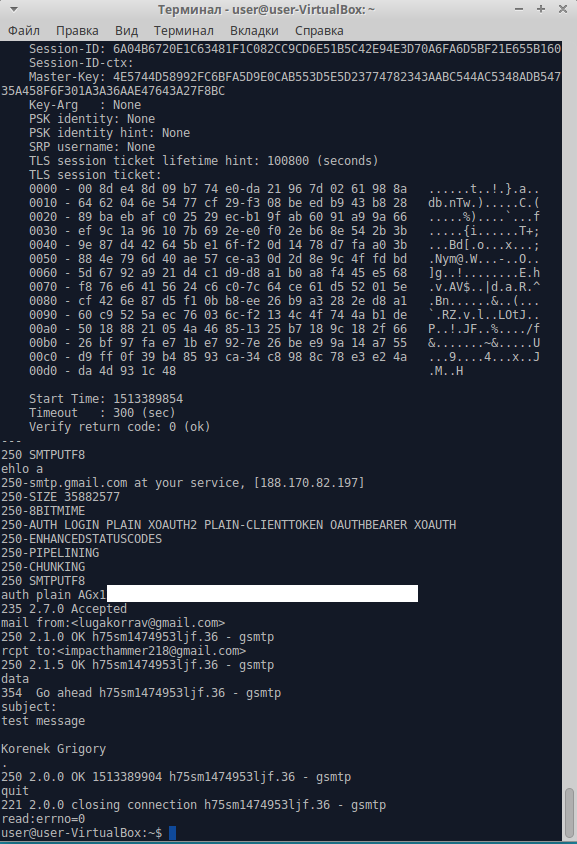 Терминал - user@user-VirtualBox: ~
Файл Правка Вид Терминал Вкладки Справка
    Session-ID: 6A04B6720E1C63481F1C082CC9CD6E51B5C42E94E3D70A6FA6D5BF21E655B160
    Session-ID-ctx:
    Master-Key: 4E5744D58992FC6BFA5D9E0CAB553D5E5D23774782343AABC544AC5348ADB547
35A458F6F301A3A36AAE47643A27F8BC
    Key-Arg   : None
    PSK identity: None
    PSK identity hint: None
    SRP username: None
    TLS session ticket lifetime hint: 100800 (seconds)
    TLS session ticket:
    0000 - 00 8d e4 8d 09 b7 74 e0-da 21 96 7d 02 61 98 8a   ......t..!.}.a..
    0010 - 64 62 04 6e 54 77 cf 29-f3 08 be ed b9 43 b8 28   db.nTw.).....C.(
    0020 - 89 ba eb af c0 25 29 ec-b1 9f ab 60 91 a9 9a 66   .....%)....`...f
    0030 - ef 9c 1a 96 10 7b 69 2e-e0 f0 2e b6 8e 54 2b 3b   .....{i......T+;
    0040 - 9e 87 d4 42 64 5b e1 6f-f2 0d 14 78 d7 fa a0 3b   ...Bd[.o...x...;
    0050 - 88 4e 79 6d 40 ae 57 ce-a3 0d 2d 8e 9c 4f fd bd   .Nym@.W...-..O..
    0060 - 5d 67 92 a9 21 d4 c1 d9-d8 a1 b0 a8 f4 45 e5 68   ]g..!........E.h
    0070 - f8 76 e6 41 56 24 c6 c0-7c 64 ce 61 d5 52 01 5e   .v.AV$..|d.a.R.^
    0080 - cf 42 6e 87 d5 f1 0b b8-ee 26 b9 a3 28 2e d8 a1   .Bn......&..(...
    0090 - 60 c9 52 5a ec 76 03 6c-f2 13 4c 4f 74 4a b1 de   `.RZ.v.l..LOtJ..
    00a0 - 50 18 88 21 05 4a 46 85-13 25 b7 18 9c 18 2f 66   P..!.JF..%..../f
    00b0 - 26 bf 97 fa e7 1b e7 92-7e 26 be e9 9a 14 a7 55   &.......~&.....U
    00c0 - d9 ff 0f 39 b4 85 93 ca-34 c8 98 8c 78 e3 e2 4a   ...9....4...x..J
    00d0 - da 4d 93 1c 48                                    .M..H
    Start Time: 1513389854
    Timeout   : 300 (sec)
    Verify return code: 0 (ok)
---
250 SMTPUTF8
ehlo a
250-smtp.gmail.com at your service, [188.170.82.197]
250-SIZE 35882577
250-8BITMIME
250-AUTH LOGIN PLAIN XOAUTH2 PLAIN-CLIENTTOKEN OAUTHBEARER XOAUTH
250-ENHANCEDSTATUSCODES
250-PIPELINING
250-CHUNKING
250 SMTPUTF8
auth plain AGx1
235 2.7.0 Accepted
mail from:<lugakorrav@gmail.com>
250 2.1.0 OK h75sm1474953ljf.36 - gsmtp
rcpt to:<impacthammer218@gmail.com>
250 2.1.5 OK h75sm1474953ljf.36 - gsmtp
data
354  Go ahead h75sm1474953ljf.36 - gsmtp
subject:
test message
Korenek Grigory
.
250 2.0.0 OK 1513389904 h75sm1474953ljf.36 - gsmtp
quit
221 2.0.0 closing connection h75sm1474953ljf.36 - gsmtp
read:errno=0
user@user-VirtualBox:~$